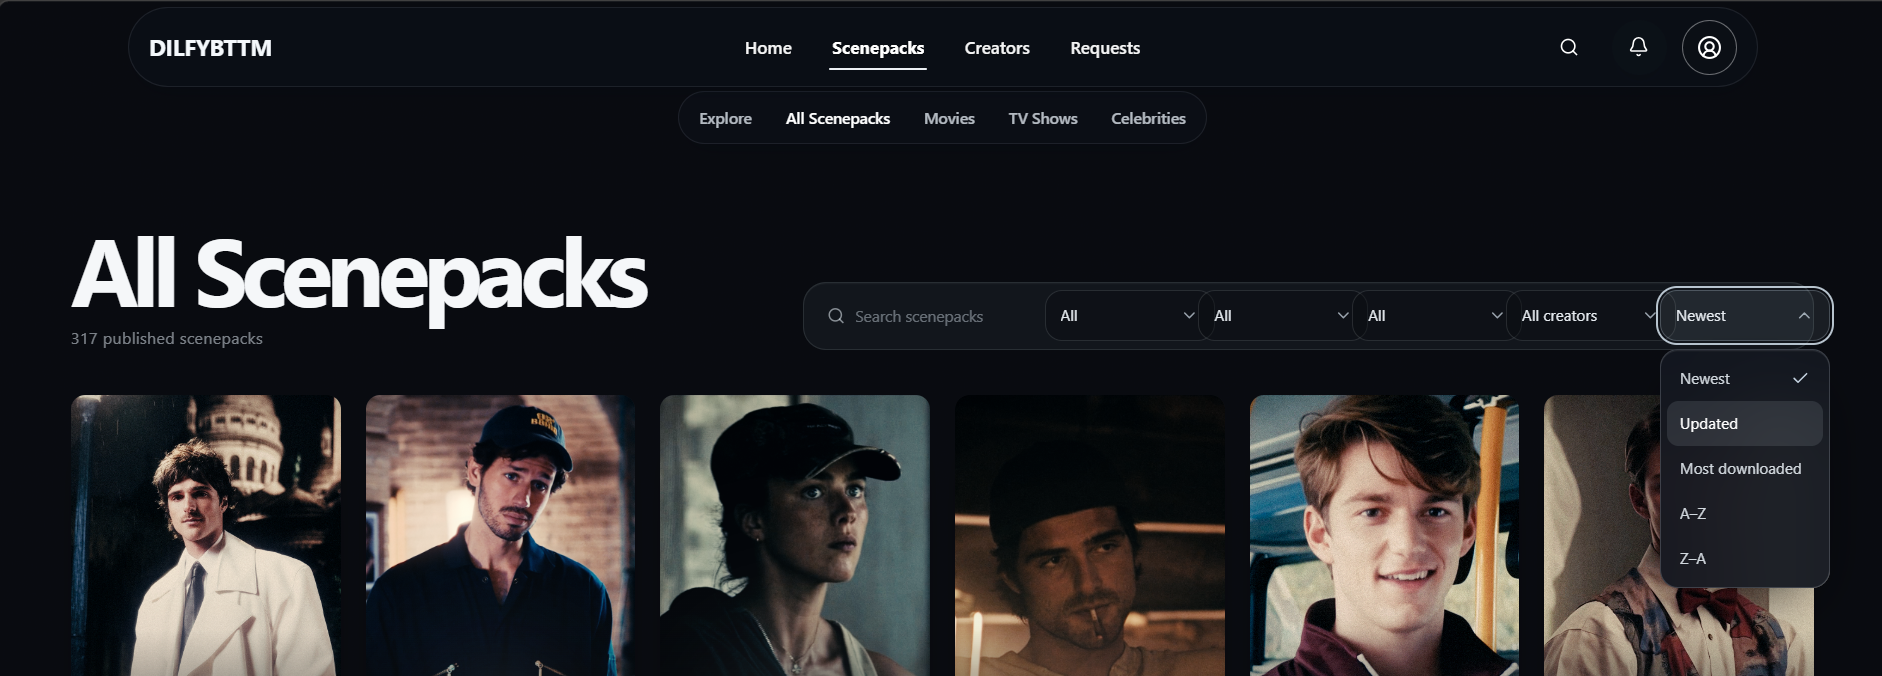 DILFYBTTM
Home Scenepacks Creators Requests
Explore All Scenepacks Movies TV Shows Celebrities
All Scenepacks
317 published scenepacks
Search scenepacks All All All All creators Newest
Newest
Updated
Most downloaded
A–Z
Z–A